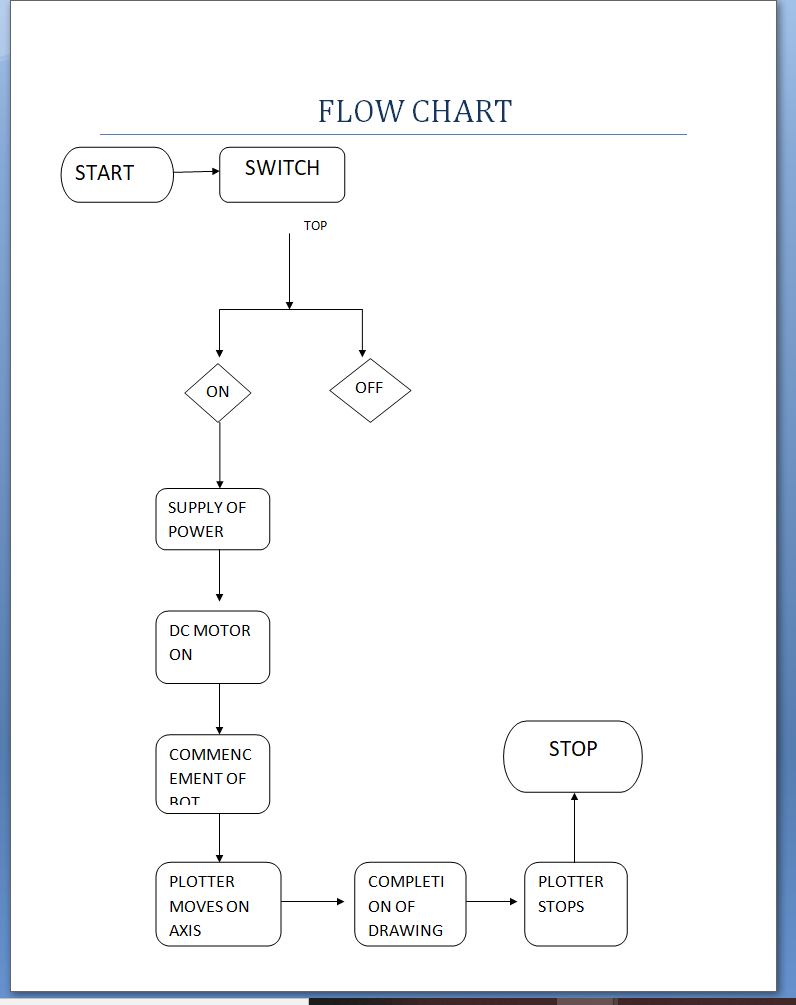 FLOW CHART
START
SWITCH
TOP
ON
OFF
SUPPLY OF
POWER
DC MOTOR
ON
COMMENC
EMENT OF
BOT
STOP
PLOTTER
MOVES ON
AXIS
COMPLETI
ON OF
DRAWING
PLOTTER
STOPS